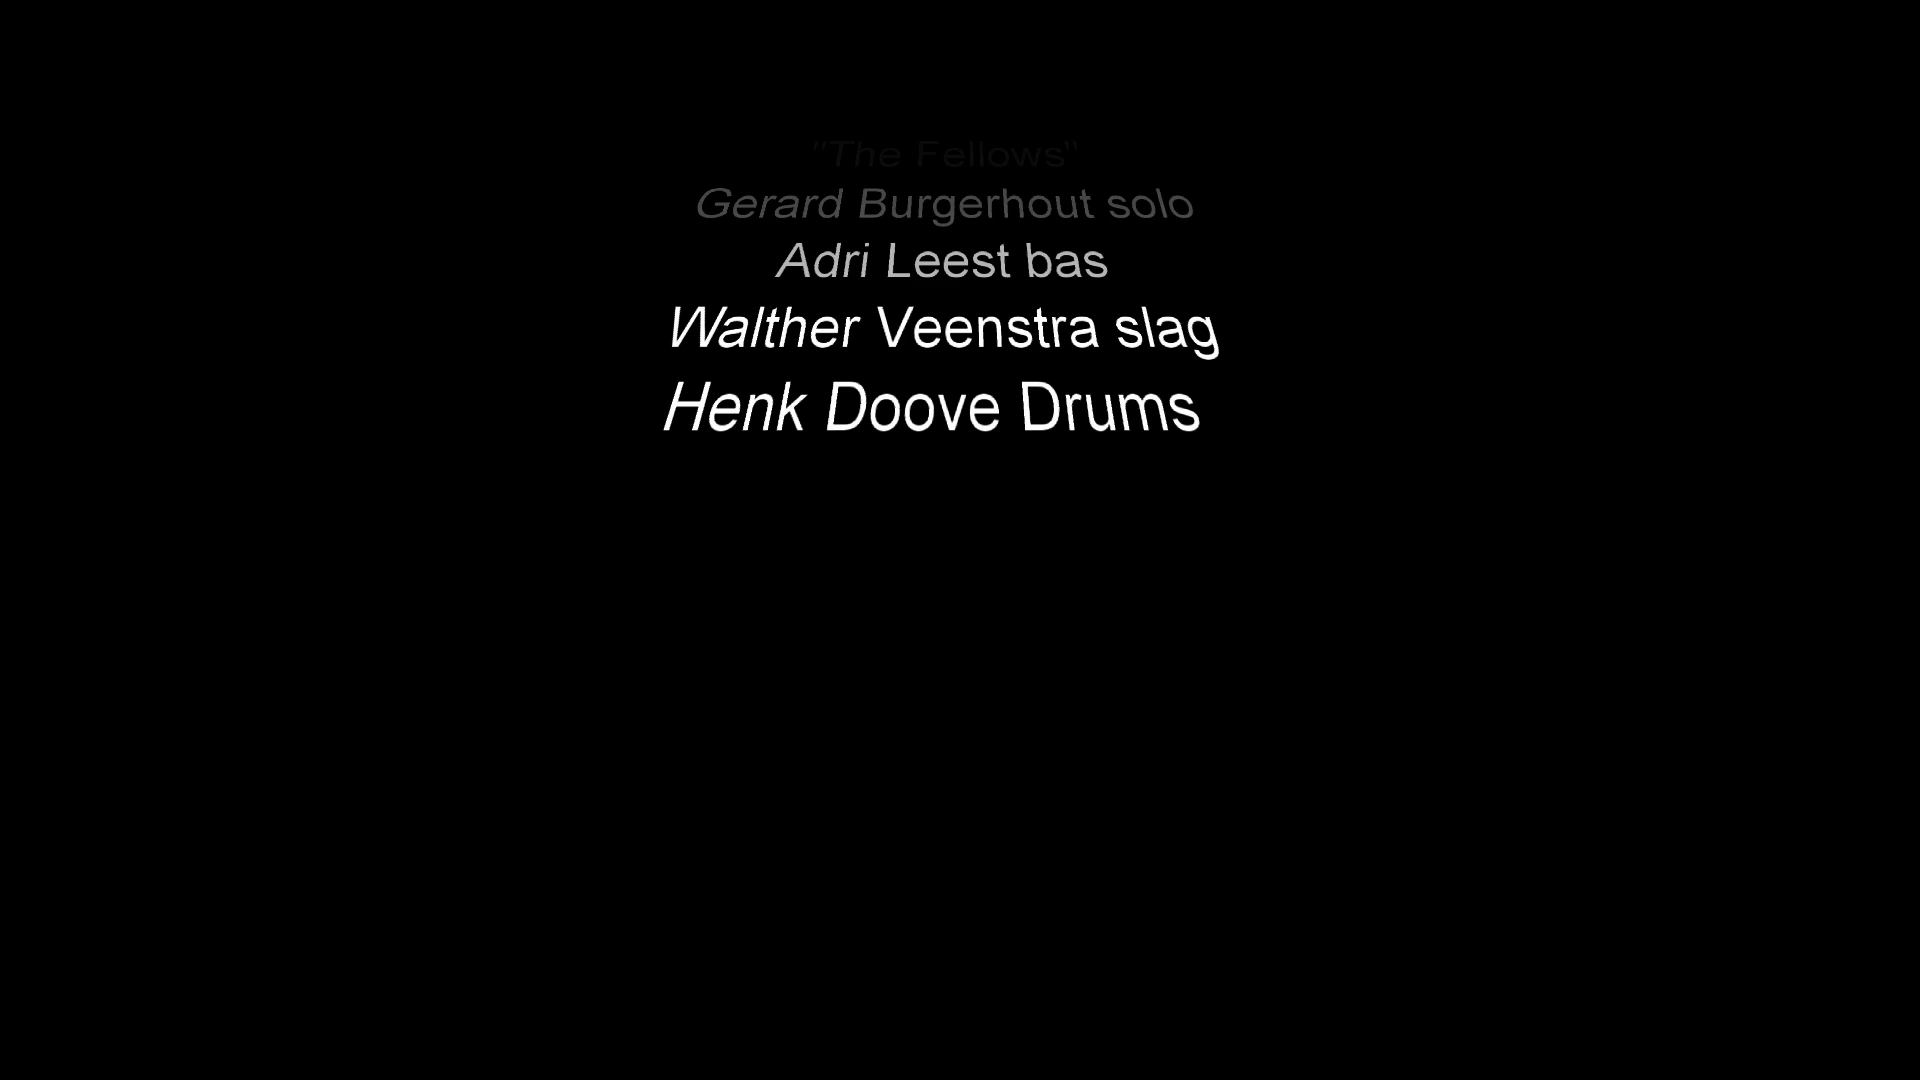 "The Fellows"
Gerard Burgerhout solo
Adri Leest bas
Walther Veenstra slag
Henk Doove Drums